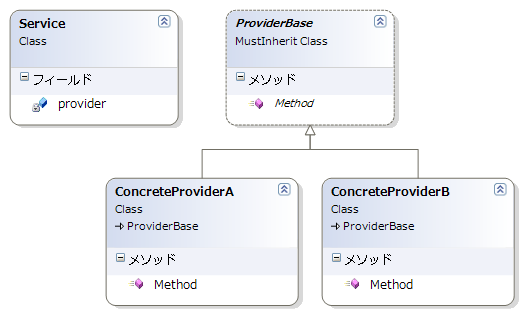 Service
Class
フィールド
provider
ProviderBase
MustInherit Class
メソッド
Method
ConcreteProviderA
Class
ProviderBase
メソッド
Method
ConcreteProviderB
Class
ProviderBase
メソッド
Method